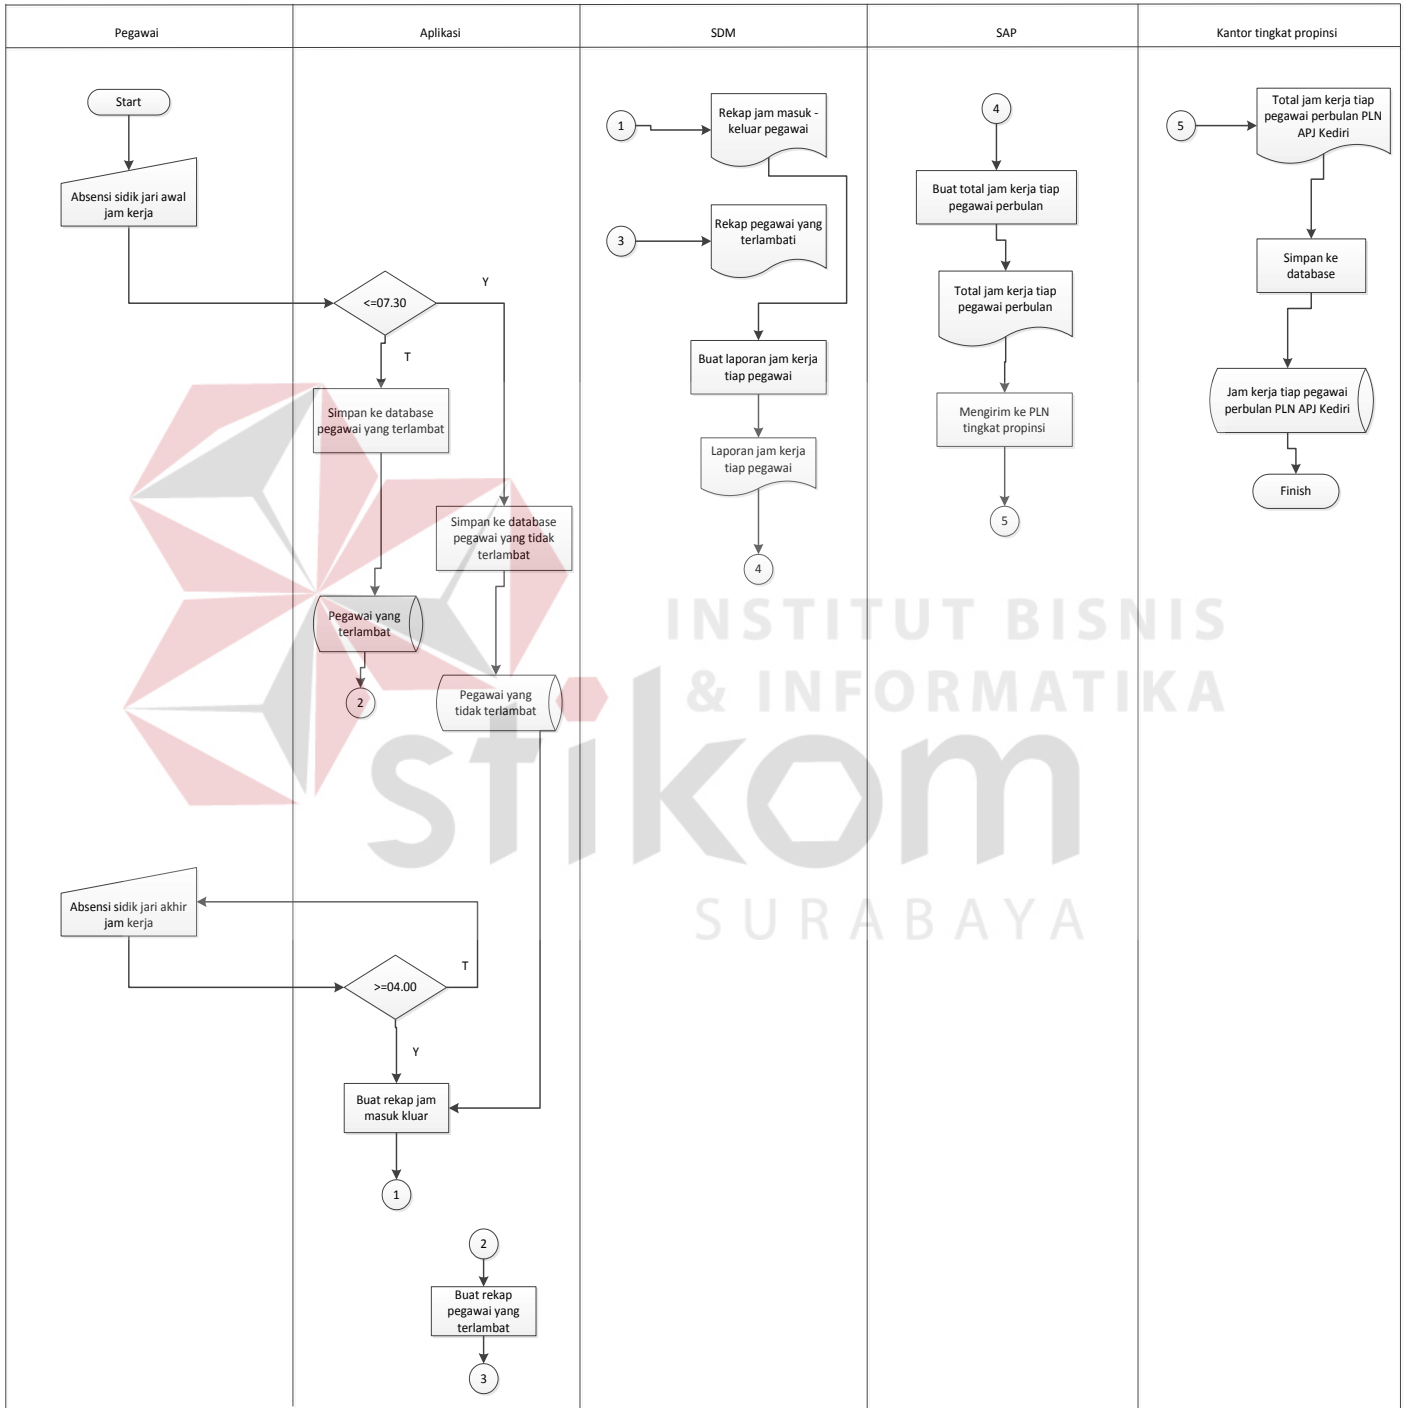 Pegawai
Aplikasi
SDM
SAP
Kantor tingkat propinsi
Start
Absensi sidik jari awal
jam kerja
<=07.30
Y
T
Simpan ke database
pegawai yang terlambat
Simpan ke database
pegawai yang tidak
terlambat
Pegawai yang
terlambat
2
Pegawai yang
tidak terlambat
Absensi sidik jari akhir
jam kerja
>=04.00
T
Y
Buat rekap jam
masuk kluar
1
2
Buat rekap
pegawai yang
terlambat
3
1
Rekap jam masuk -
keluar pegawai
3
Rekap pegawai yang
terlambati
Buat laporan jam kerja
tiap pegawai
Laporan jam kerja
tiap pegawai
4
4
Buat total jam kerja tiap
pegawai perbulan
Total jam kerja tiap
pegawai perbulan
Mengirim ke PLN
tingkat propinsi
5
5
Total jam kerja tiap
pegawai perbulan PLN
APJ Kediri
Simpan ke
database
Jam kerja tiap pegawai
perbulan PLN APJ Kediri
Finish
INSTITUT BISNIS
& INFORMATIKA
stikom
SURABAYA